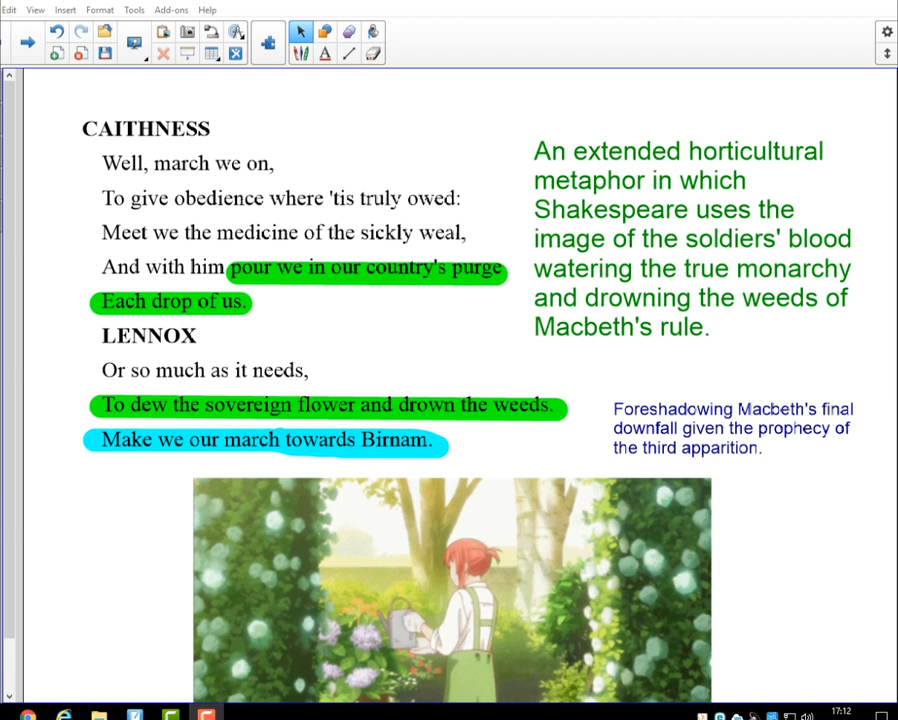 Edit View Insert Format Tools Add-ons Help
CAITHNESS
Well, march we on,
To give obedience where 'tis truly owed:
Meet we the medicine of the sickly weal,
And with him pour we in our country's purge
Each drop of us.
LENNOX
Or so much as it needs,
To dew the sovereign flower and drown the weeds.
Make we our march towards Birnam.
An extended horticultural
metaphor in which
Shakespeare uses the
image of the soldiers' blood
watering the true monarchy
and drowning the weeds of
Macbeth's rule.
Foreshadowing Macbeth's final
downfall given the prophecy of
the third apparition.
17:12